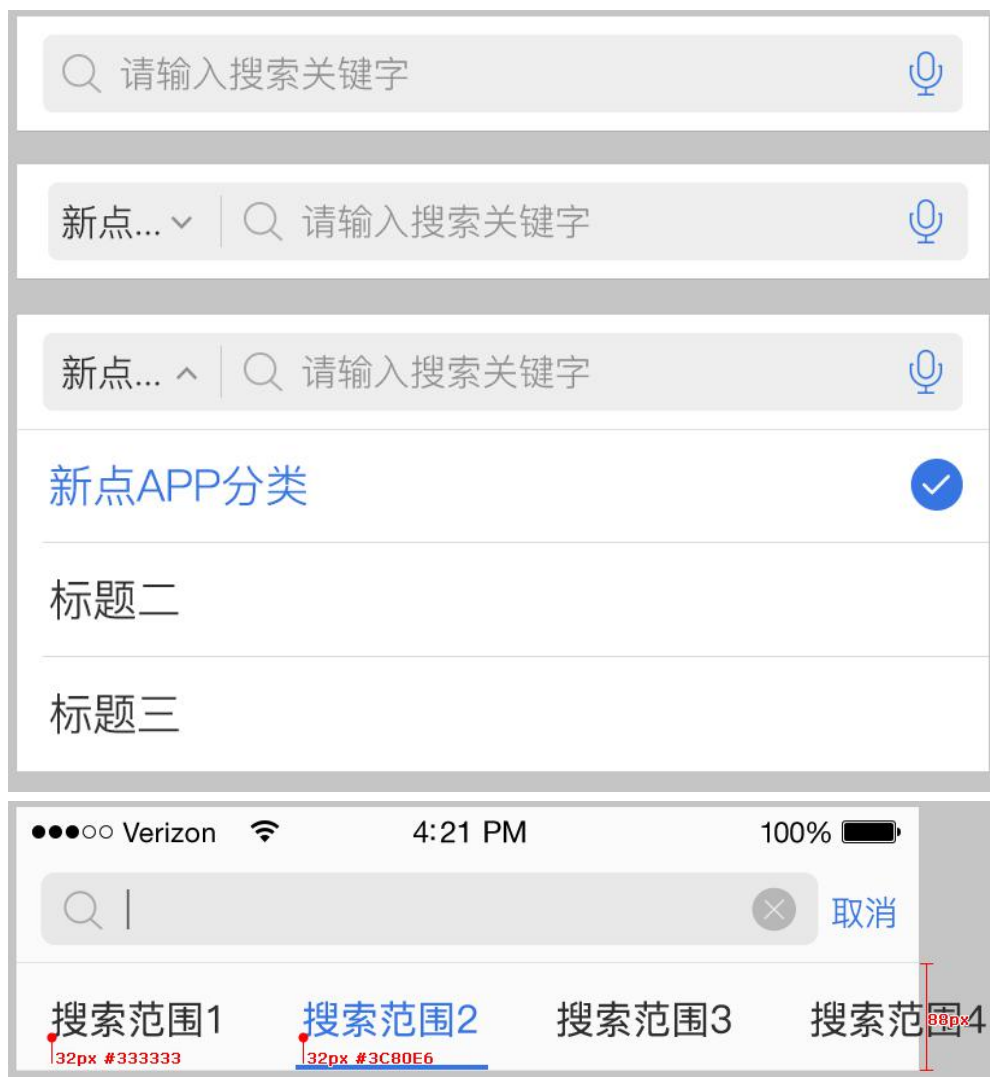 请输入搜索关键字
新点... 请输入搜索关键字
新点... 请输入搜索关键字
新点APP分类
标题二
标题三
Verizon 4:21 PM 100%
取消
搜索范围1 搜索范围2 搜索范围3 搜索范围4
88px
32px #333333 32px #3C80E6